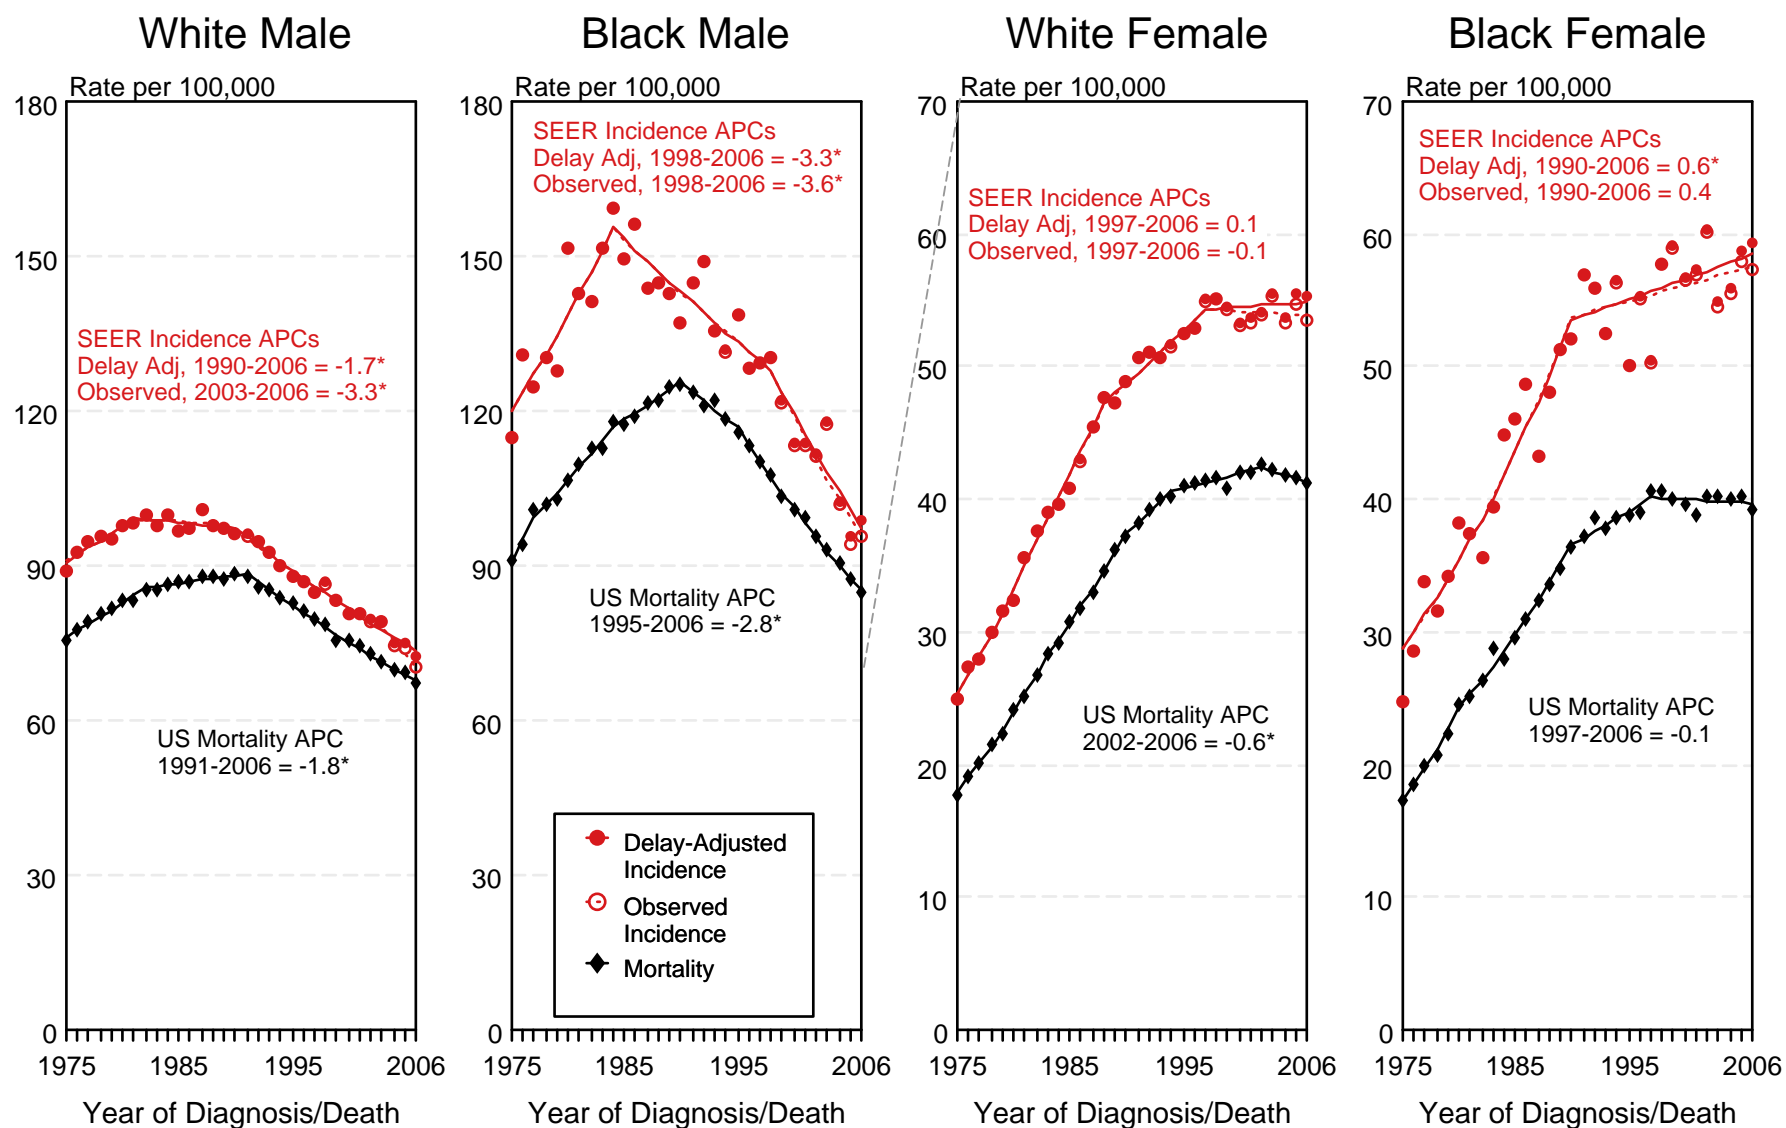 White Male
Rate per 100,000
180
150
120
90
60
30
0
SEER Incidence APCs
Delay Adj, 1990-2006 = -1.7*
Observed, 2003-2006 = -3.3*
US Mortality APC
1991-2006 = -1.8*
1975 1985 1995 2006
Year of Diagnosis/Death
Black Male
Rate per 100,000
180
150
120
90
60
30
0
SEER Incidence APCs
Delay Adj, 1998-2006 = -3.3*
Observed, 1998-2006 = -3.6*
US Mortality APC
1995-2006 = -2.8*
Delay-Adjusted
Incidence
Observed
Incidence
Mortality
1975 1985 1995 2006
Year of Diagnosis/Death
White Female
Rate per 100,000
70
60
50
40
30
20
10
0
SEER Incidence APCs
Delay Adj, 1997-2006 = 0.1
Observed, 1997-2006 = -0.1
US Mortality APC
2002-2006 = -0.6*
1975 1985 1995 2006
Year of Diagnosis/Death
Black Female
Rate per 100,000
70
60
50
40
30
20
10
0
SEER Incidence APCs
Delay Adj, 1990-2006 = 0.6*
Observed, 1990-2006 = 0.4
US Mortality APC
1997-2006 = -0.1
1975 1985 1995 2006
Year of Diagnosis/Death